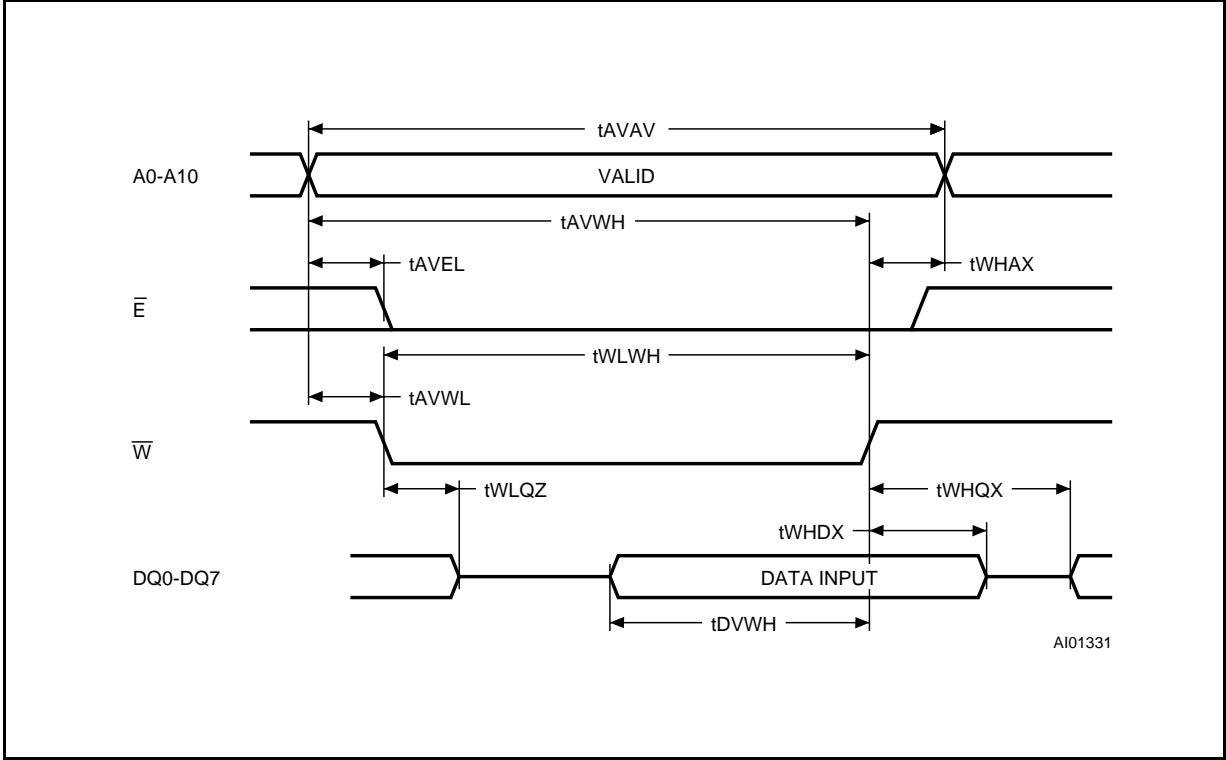 tAVAV
A0-A10 VALID
tAVWH
tAVEL tWHAX
E̅
tWLWH
tAVWL
W̅
tWLQZ tWHQX
tWHDX
DQ0-DQ7 DATA INPUT
tDVWH
AI01331